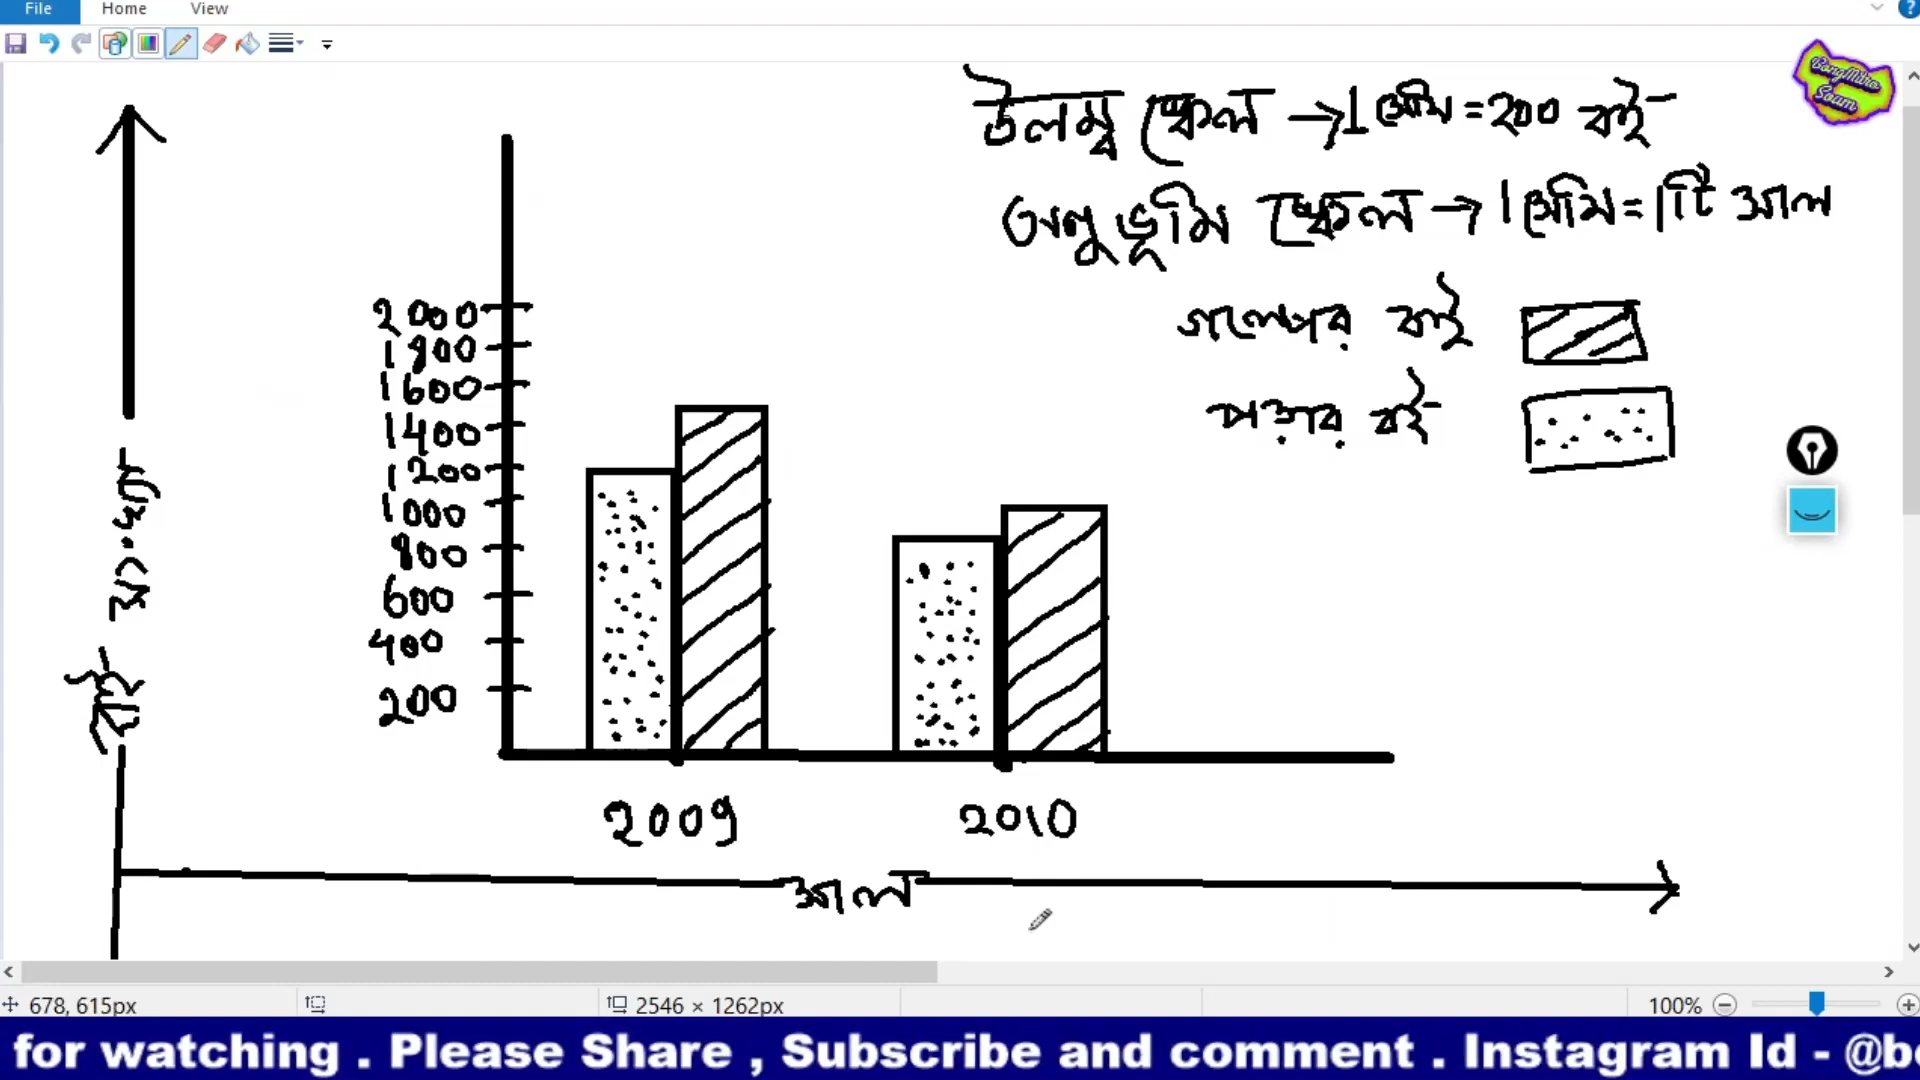 File Home View
BongMitro
Soam
উলম্ব স্কেল → 1 সেমি = 200 বই
অনুভূমি স্কেল → 1 সেমি = 1টি সাল
গল্পের বই
পড়ার বই
2000
1800
1600
1400
1200
1000
800
600
400
200
বই সংখ্যা
2009 2010
সাল
678, 615px 2546 × 1262px 100%
for watching . Please Share , Subscribe and comment . Instagram Id - @b